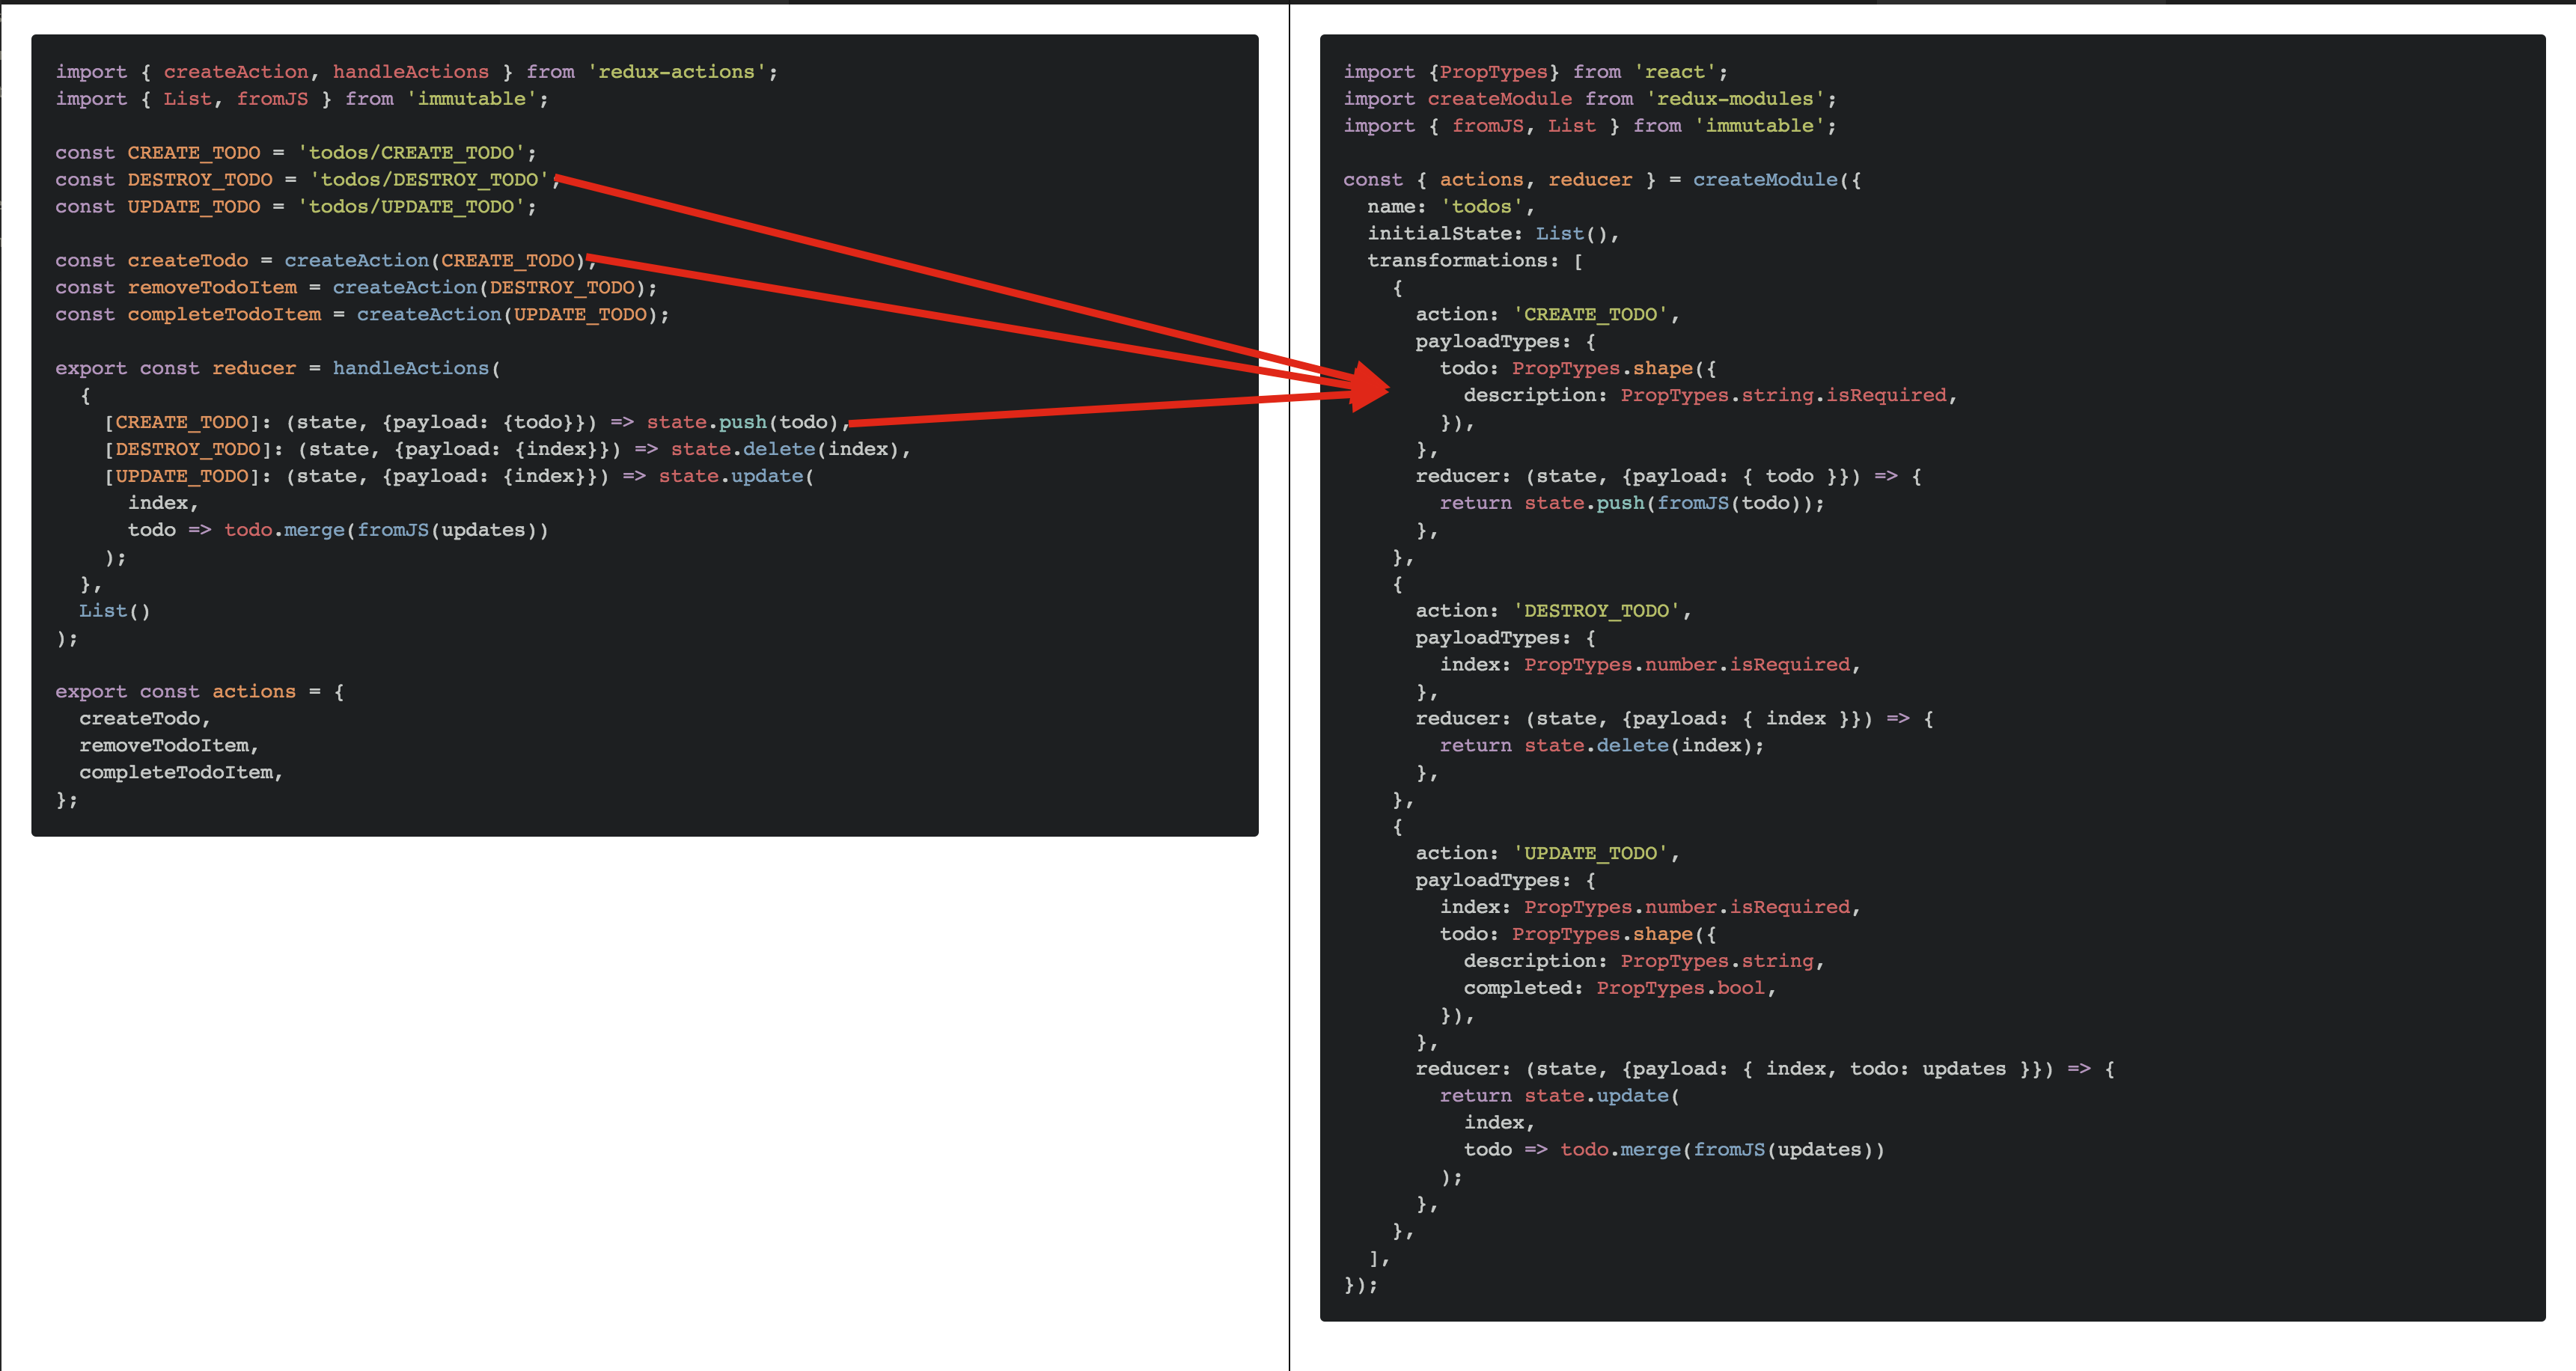 import { createAction, handleActions } from 'redux-actions';
import { List, fromJS } from 'immutable';

const CREATE_TODO = 'todos/CREATE_TODO';
const DESTROY_TODO = 'todos/DESTROY_TODO';
const UPDATE_TODO = 'todos/UPDATE_TODO';

const createTodo = createAction(CREATE_TODO);
const removeTodoItem = createAction(DESTROY_TODO);
const completeTodoItem = createAction(UPDATE_TODO);

export const reducer = handleActions(
  {
    [CREATE_TODO]: (state, {payload: {todo}}) => state.push(todo),
    [DESTROY_TODO]: (state, {payload: {index}}) => state.delete(index),
    [UPDATE_TODO]: (state, {payload: {index}}) => state.update(
      index,
      todo => todo.merge(fromJS(updates))
    );
  },
  List()
);

export const actions = {
  createTodo,
  removeTodoItem,
  completeTodoItem,
};

import {PropTypes} from 'react';
import createModule from 'redux-modules';
import { fromJS, List } from 'immutable';

const { actions, reducer } = createModule({
  name: 'todos',
  initialState: List(),
  transformations: [
    {
      action: 'CREATE_TODO',
      payloadTypes: {
        todo: PropTypes.shape({
          description: PropTypes.string.isRequired,
        }),
      },
      reducer: (state, {payload: { todo }}) => {
        return state.push(fromJS(todo));
      },
    },
    {
      action: 'DESTROY_TODO',
      payloadTypes: {
        index: PropTypes.number.isRequired,
      },
      reducer: (state, {payload: { index }}) => {
        return state.delete(index);
      },
    },
    {
      action: 'UPDATE_TODO',
      payloadTypes: {
        index: PropTypes.number.isRequired,
        todo: PropTypes.shape({
          description: PropTypes.string,
          completed: PropTypes.bool,
        }),
      },
      reducer: (state, {payload: { index, todo: updates }}) => {
        return state.update(
          index,
          todo => todo.merge(fromJS(updates))
        );
      },
    },
  ],
});